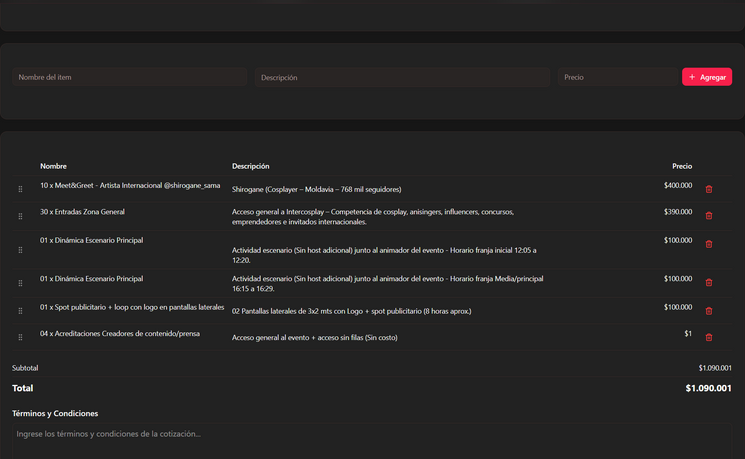 Nombre del item
Descripción
Precio
+ Agregar
Nombre Descripción Precio
10 x Meet&Greet - Artista Internacional @shirogane_sama Shirogane (Cosplayer – Moldavia – 768 mil seguidores) $400.000
30 x Entradas Zona General $390.000
Acceso general a Intercosplay – Competencia de cosplay, anisingers, influencers, concursos,
emprendedores e invitados internacionales.
01 x Dinámica Escenario Principal $100.000
Actividad escenario (Sin host adicional) junto al animador del evento - Horario franja inicial 12:05 a
12:20.
01 x Dinámica Escenario Principal $100.000
Actividad escenario (Sin host adicional) junto al animador del evento - Horario franja Media/principal
16:15 a 16:29.
01 x Spot publicitario + loop con logo en pantallas laterales 02 Pantallas laterales de 3x2 mts con Logo + spot publicitario (8 horas aprox.) $100.000
04 x Acreditaciones Creadores de contenido/prensa Acceso general al evento + acceso sin filas (Sin costo) $1
Subtotal $1.090.001
Total $1.090.001
Términos y Condiciones
Ingrese los términos y condiciones de la cotización...